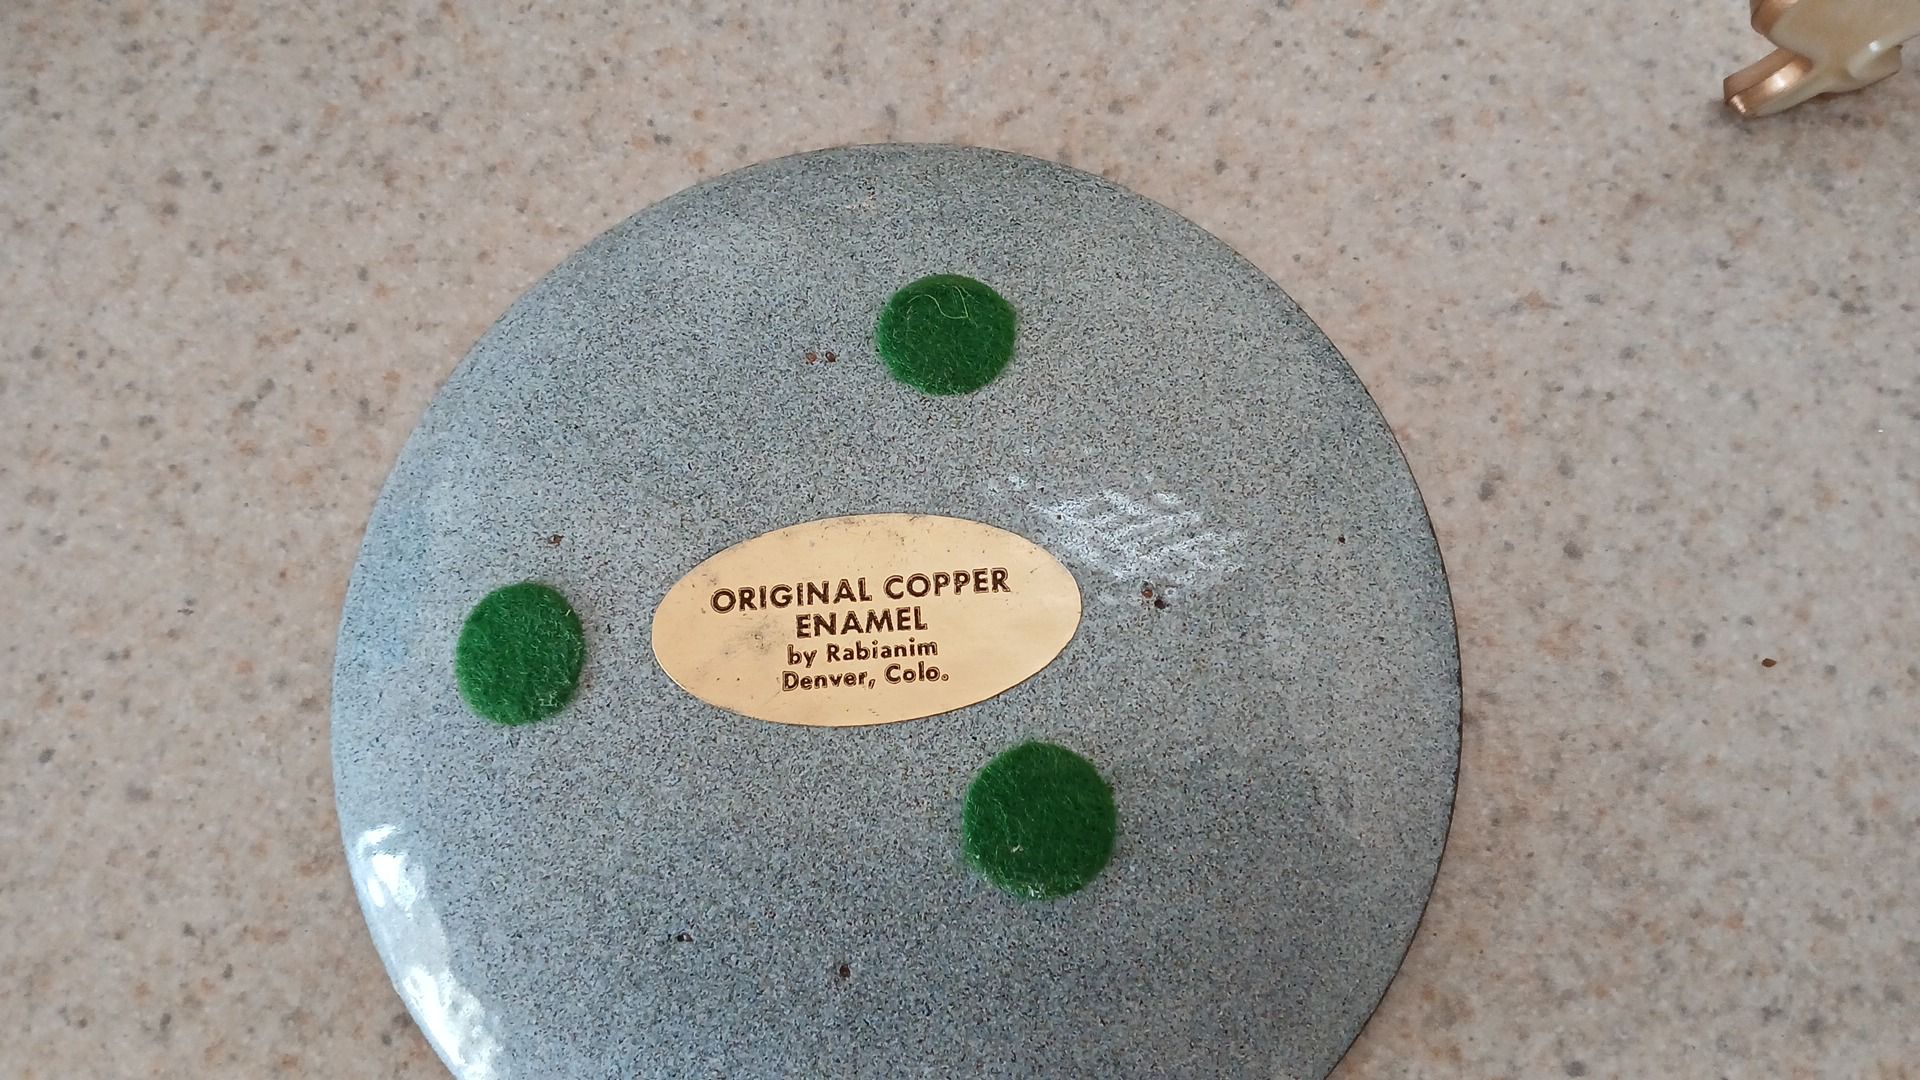 ORIGINAL COPPER
ENAMEL
by Rabianim
Denver, Colo.